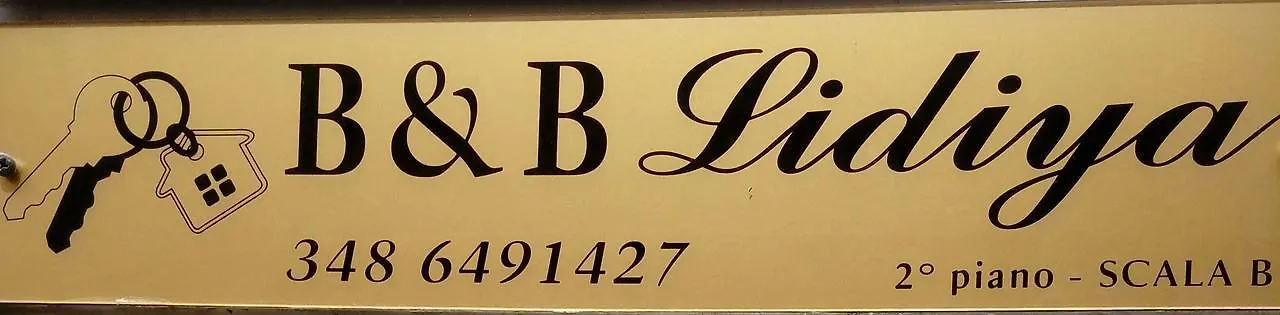 B&B Lidiya
348 6491427
2° piano - SCALA B